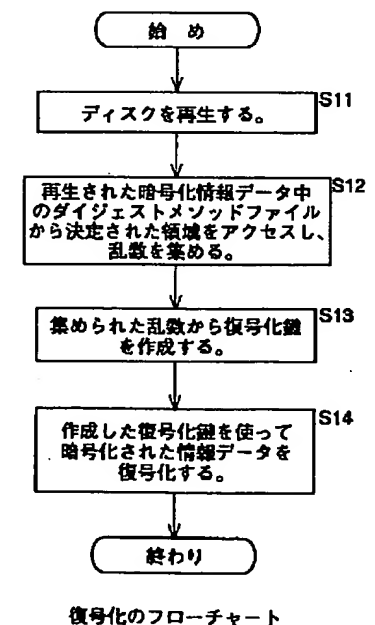 始 め
S11
ディスクを再生する。
S12
再生された暗号化情報データ中
のダイジェストメソッドファイル
から決定された領域をアクセスし、
乱数を集める。
S13
集められた乱数から復号化鍵
を作成する。
S14
作成した復号化鍵を使って
暗号化された情報データを
復号化する。
終わり
復号化のフローチャート